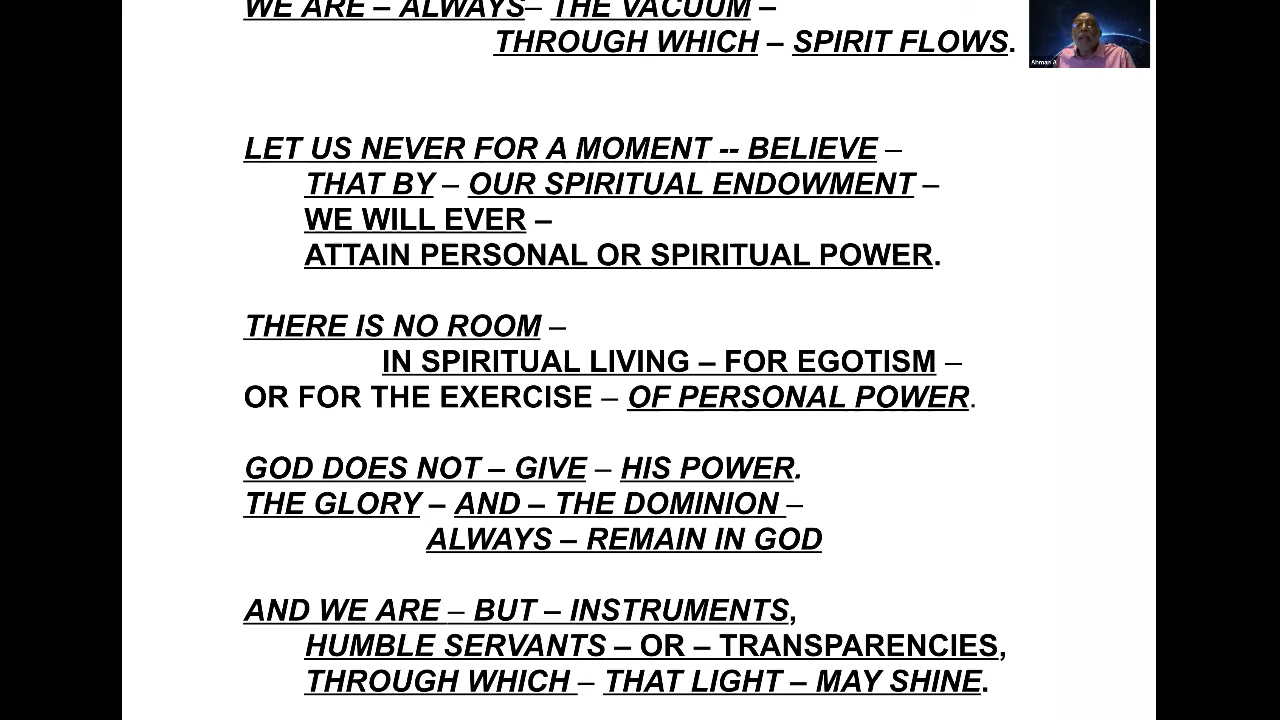 WE ARE – ALWAYS– THE VACUUM –
THROUGH WHICH – SPIRIT FLOWS.
Ahman A
LET US NEVER FOR A MOMENT -- BELIEVE –
THAT BY – OUR SPIRITUAL ENDOWMENT –
WE WILL EVER –
ATTAIN PERSONAL OR SPIRITUAL POWER.
THERE IS NO ROOM –
IN SPIRITUAL LIVING – FOR EGOTISM –
OR FOR THE EXERCISE – OF PERSONAL POWER.
GOD DOES NOT – GIVE – HIS POWER.
THE GLORY – AND – THE DOMINION –
ALWAYS – REMAIN IN GOD
AND WE ARE – BUT – INSTRUMENTS,
HUMBLE SERVANTS – OR – TRANSPARENCIES,
THROUGH WHICH – THAT LIGHT – MAY SHINE.